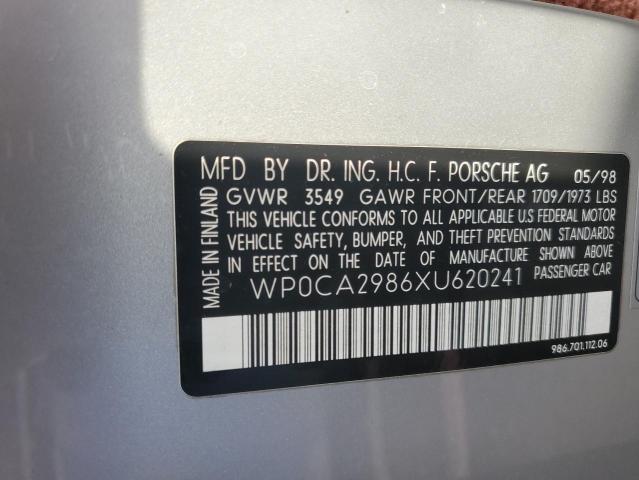 MADE IN FINLAND
MFD BY DR. ING. H.C. F. PORSCHE AG 05/98
GVWR 3549 GAWR FRONT/REAR 1709/1973 LBS
THIS VEHICLE CONFORMS TO ALL APPLICABLE U.S FEDERAL MOTOR
VEHICLE SAFETY, BUMPER, AND THEFT PREVENTION STANDARDS
IN EFFECT ON THE DATE OF MANUFACTURE SHOWN ABOVE
WP0CA2986XU620241 PASSENGER CAR
986.701.112.06